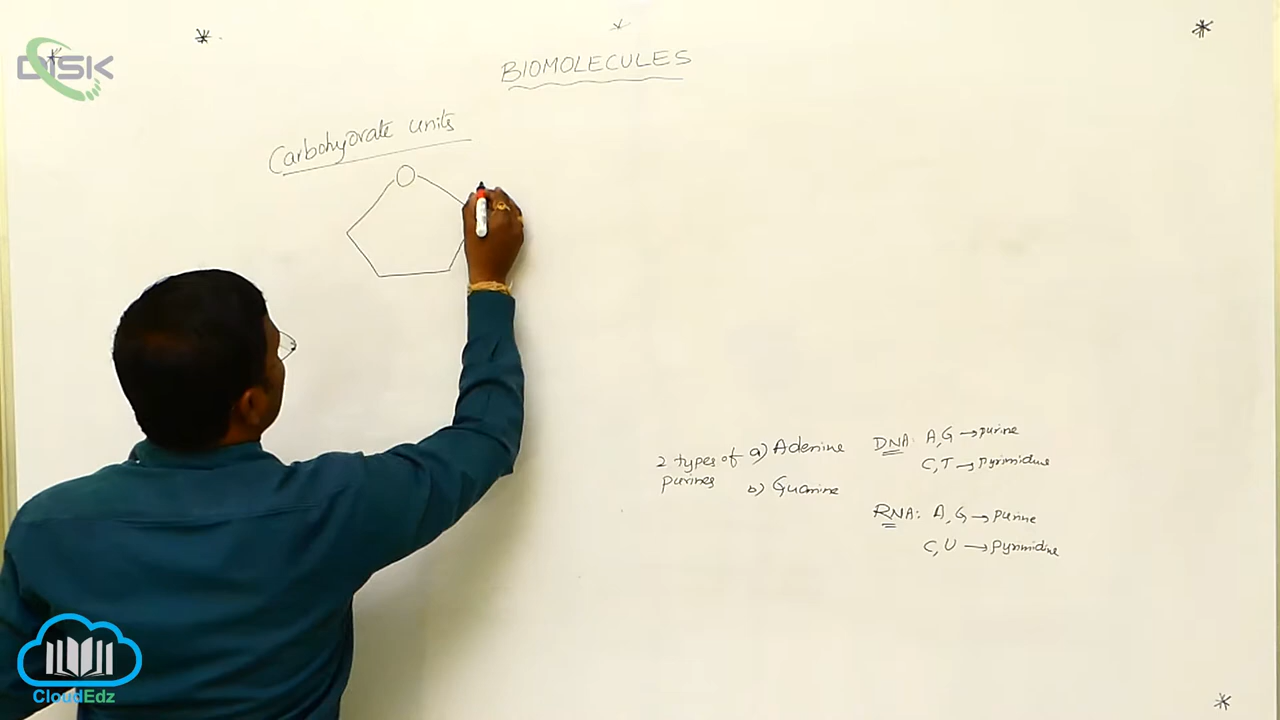 DISK
BIOMOLECULES
Carbohyorate units
O
2 types of a) Adenine
purines b) Guanine
DNA: A,G → purine
C,T → pyrimidine
RNA: A,G → purine
C,U → pyrimidine
CloudEdz